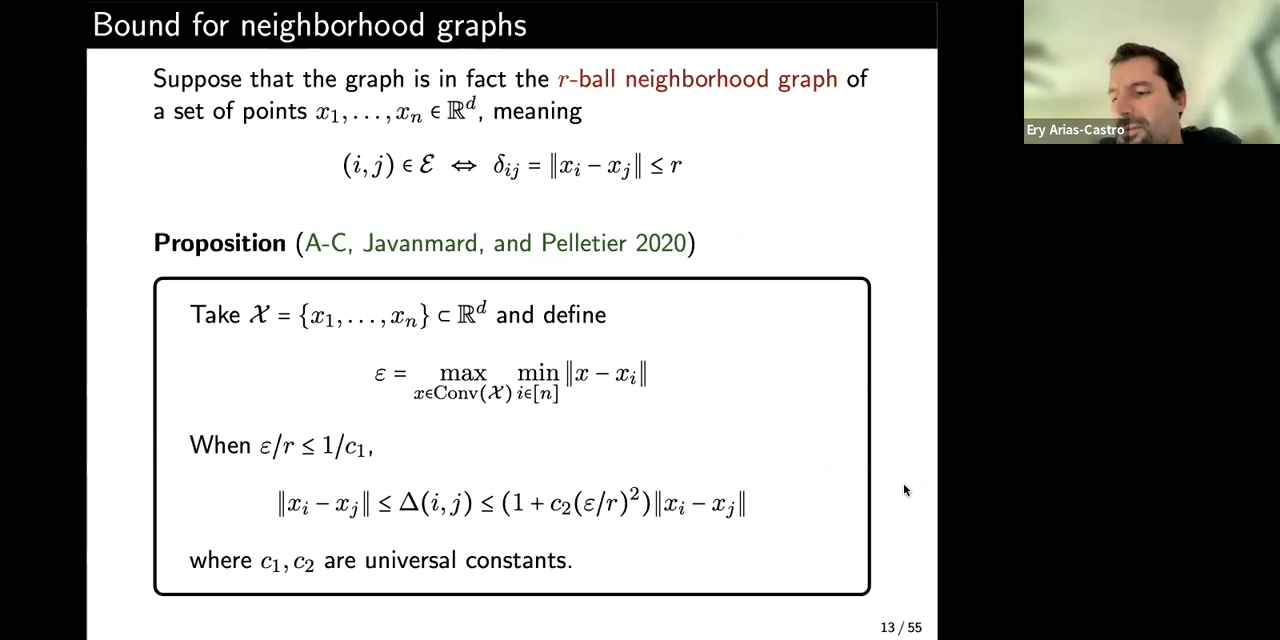 Bound for neighborhood graphs
Suppose that the graph is in fact the r-ball neighborhood graph of
a set of points x₁, . . . , xₙ ∈ ℝᵈ, meaning
(i, j) ∈ ℰ ⇔ δᵢⱼ = ‖xᵢ − xⱼ‖ ≤ r
Proposition (A-C, Javanmard, and Pelletier 2020)
Take 𝒳 = {x₁, . . . , xₙ} ⊂ ℝᵈ and define
ε = max min ‖x − xᵢ‖
x∈Conv(𝒳) i∈[n]
When ε/r ≤ 1/c₁,
‖xᵢ − xⱼ‖ ≤ Δ(i, j) ≤ (1 + c₂(ε/r)²)‖xᵢ − xⱼ‖
where c₁, c₂ are universal constants.
13 / 55
Ery Arias-Castro